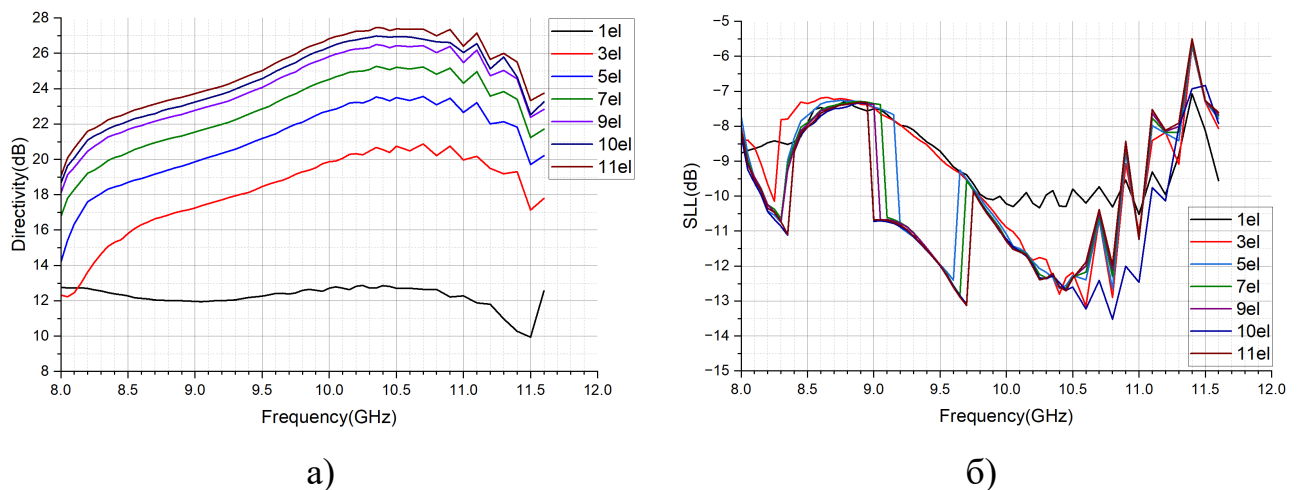 28
26
24
22
20
18
16
14
12
10
8
Directivity(dB)
8.0 8.5 9.0 9.5 10.0 10.5 11.0 11.5 12.0
Frequency(GHz)
1el
3el
5el
7el
9el
10el
11el
а)
−5
−6
−7
−8
−9
−10
−11
−12
−13
−14
−15
SLL(dB)
8.0 8.5 9.0 9.5 10.0 10.5 11.0 11.5 12.0
Frequency(GHz)
1el
3el
5el
7el
9el
10el
11el
б)